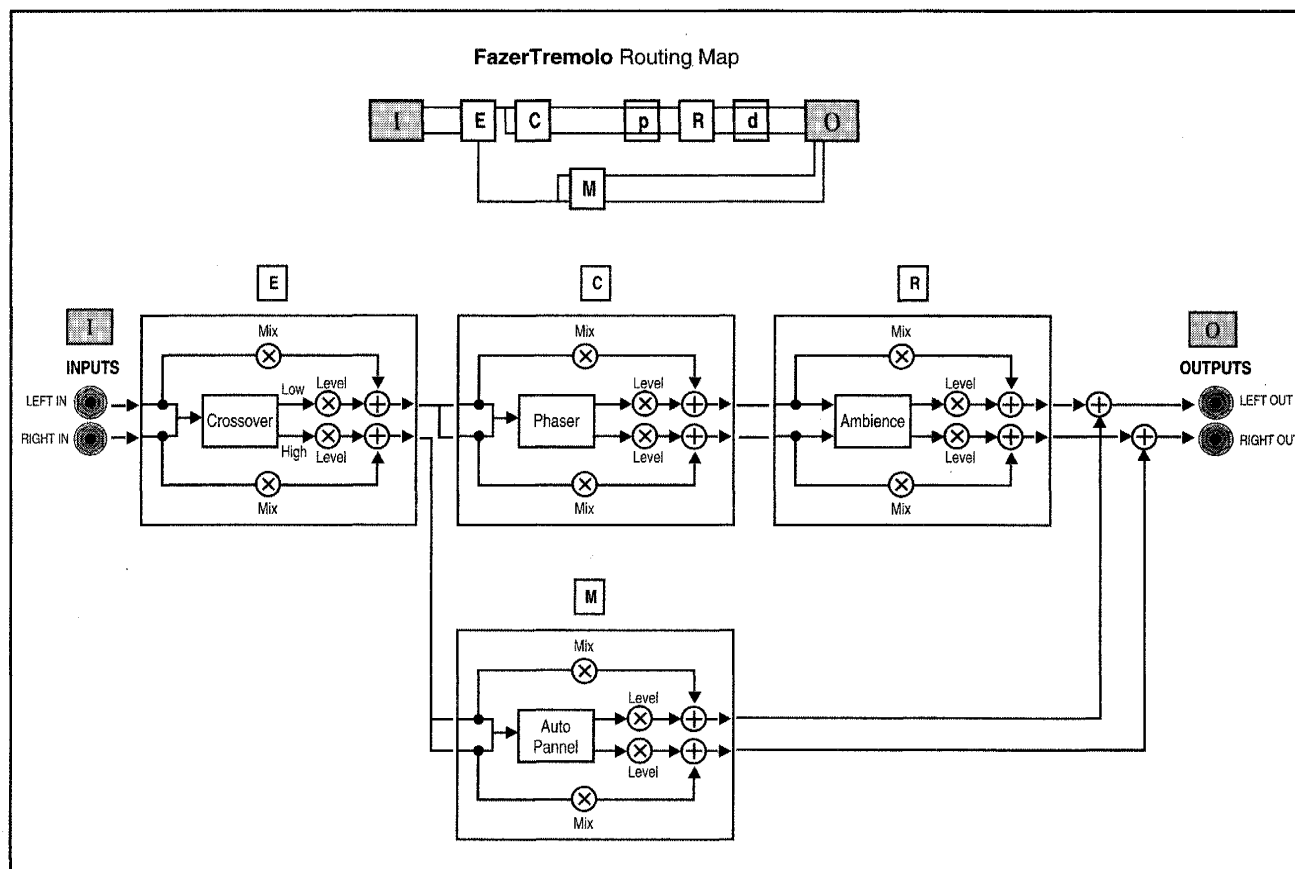 FazerTremolo Routing Map
I E C p R d O
M
E C R
I O
INPUTS OUTPUTS
Mix Mix Mix
LEFT IN Low Level Level Level LEFT OUT
Crossover Phaser Ambience
RIGHT IN High Level Level Level RIGHT OUT
Mix Mix Mix
M
Mix
Level
Auto
Pannel
Level
Mix